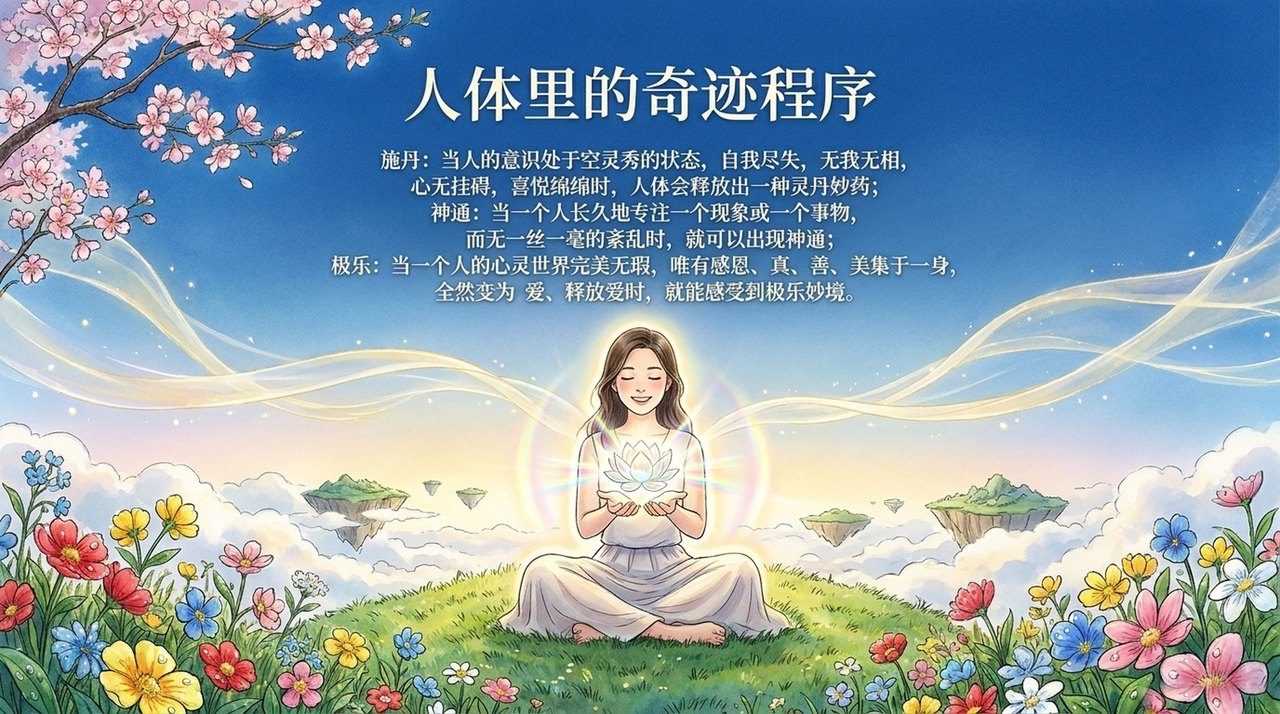 人体里的奇迹程序
施丹：当人的意识处于空灵秀的状态，自我尽失，无我无相，
心无挂碍，喜悦绵绵时，人体会释放出一种灵丹妙药；
神通：当一个人长久地专注一个现象或一个事物，
而无一丝一毫的紊乱时，就可以出现神通；
极乐：当一个人的心灵世界完美无瑕，唯有感恩、真、善、美集于一身，
全然变为 爱、释放爱时，就能感受到极乐妙境。